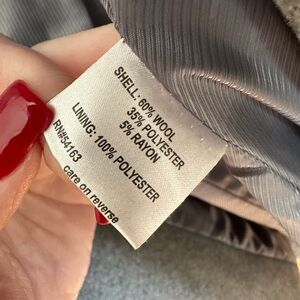 SHELL: 60% WOOL
35% POLYESTER
5% RAYON
LINING: 100% POLYESTER
RN#54163
care on reverse